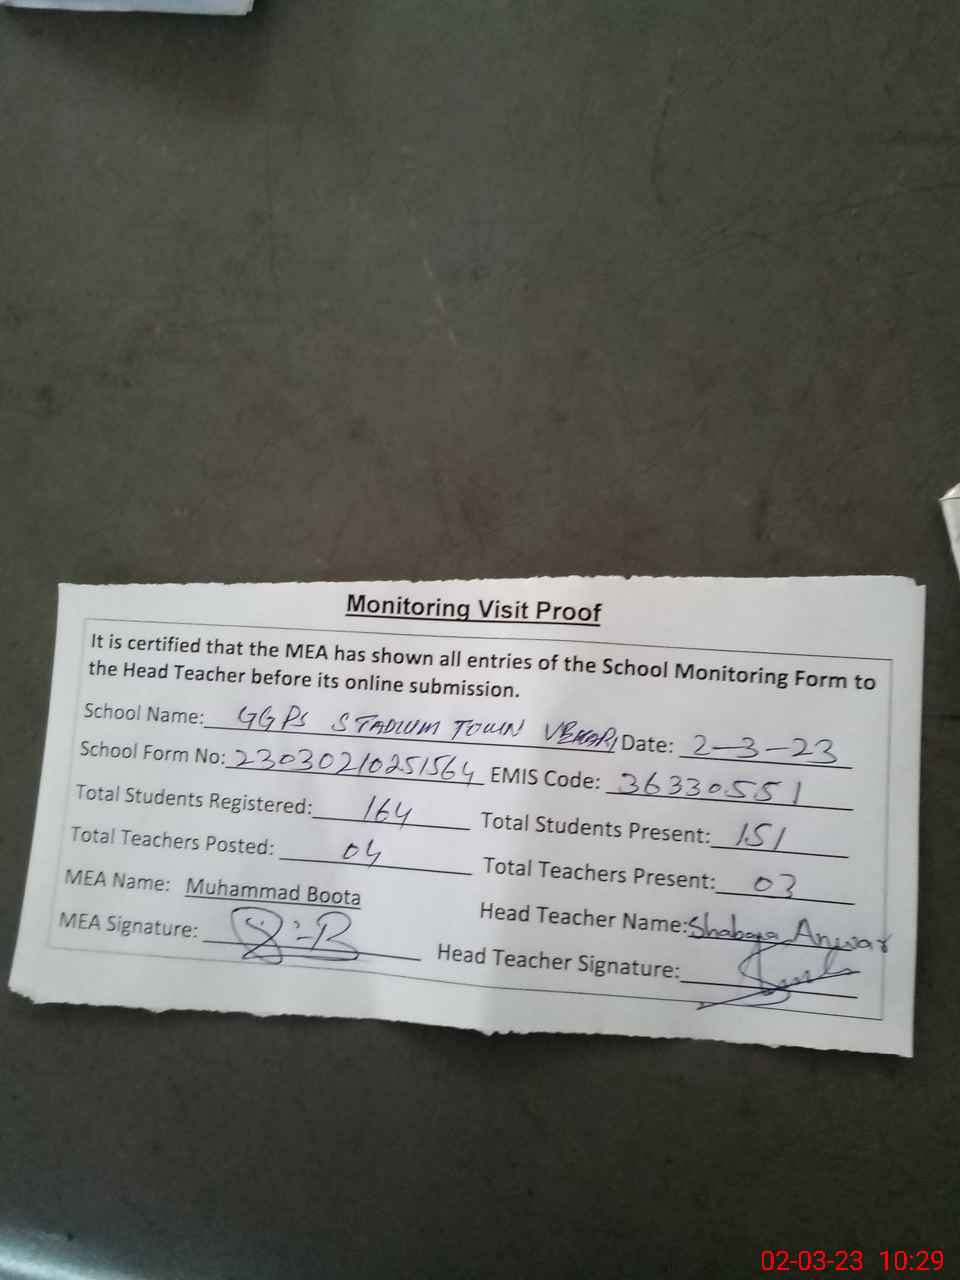 Monitoring Visit Proof
It is certified that the MEA has shown all entries of the School Monitoring Form to
the Head Teacher before its online submission.
School Name: GGPS STADIUM TOWN VEHARI Date: 2-3-23
School Form No: 23030210251564 EMIS Code: 36330551
Total Students Registered: 164 Total Students Present: 151
Total Teachers Posted: 04 Total Teachers Present: 03
MEA Name: Muhammad Boota Head Teacher Name: Anwar
MEA Signature: Head Teacher Signature:
02-03-23 10:29